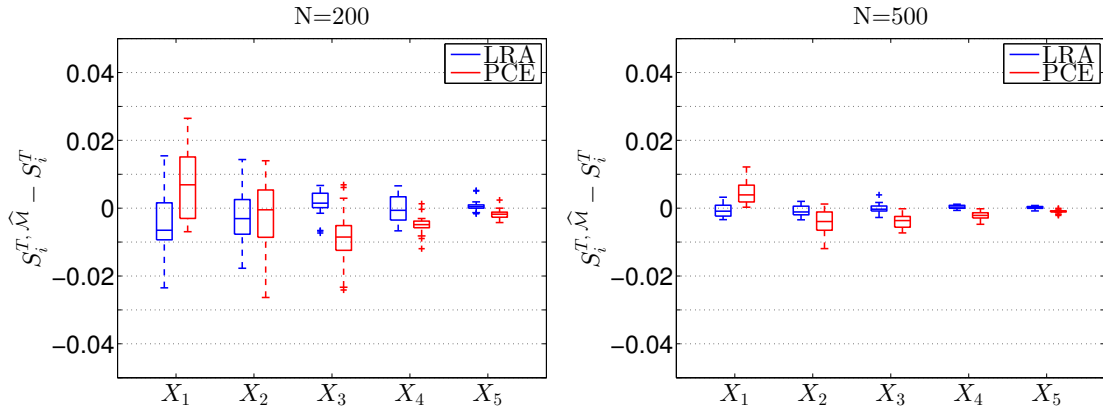 N=200
LRA
PCE
0.04
0.02
0
−0.02
−0.04
$S_i^{T,\widehat{\mathcal{M}}} - S_i^T$
$X_1$ $X_2$ $X_3$ $X_4$ $X_5$
N=500
LRA
PCE
0.04
0.02
0
−0.02
−0.04
$S_i^{T,\widehat{\mathcal{M}}} - S_i^T$
$X_1$ $X_2$ $X_3$ $X_4$ $X_5$